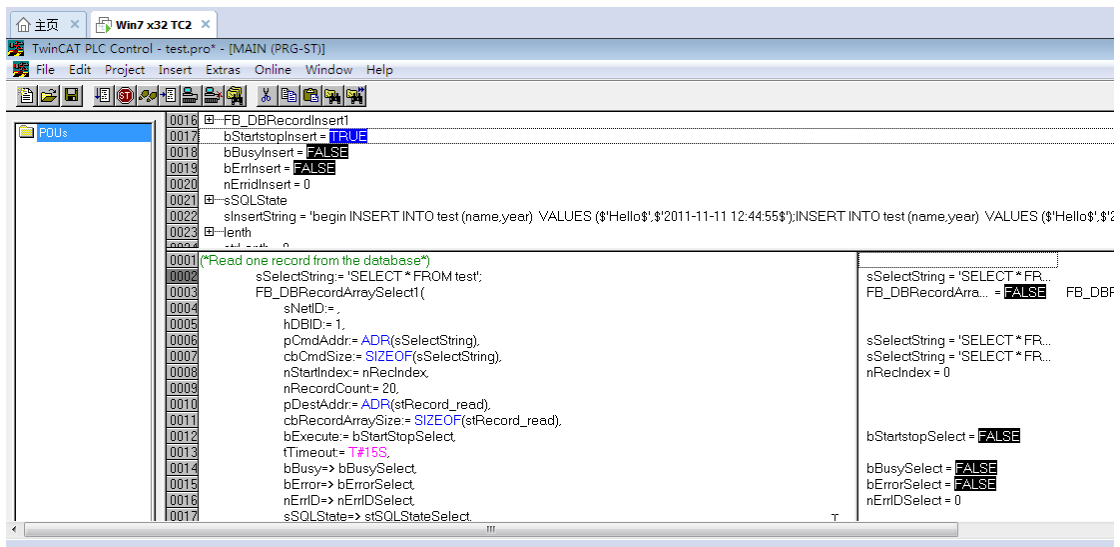 主页 × Win7 x32 TC2 ×
TwinCAT PLC Control - test.pro* - [MAIN (PRG-ST)]
File Edit Project Insert Extras Online Window Help
POUs
0016 FB_DBRecordInsert1
0017 bStartstopInsert = TRUE
0018 bBusyInsert = FALSE
0019 bErrInsert = FALSE
0020 nErridInsert = 0
0021 sSQLState
0022 sInsertString = 'begin INSERT INTO test (name,year) VALUES ($'Hello$',$'2011-11-11 12:44:55$');INSERT INTO test (name,year) VALUES ($'Hello$',$'2
0023 lenth
0001 (*Read one record from the database*)
0002 sSelectString:= 'SELECT * FROM test'; sSelectString = 'SELECT * FR...
0003 FB_DBRecordArraySelect1( FB_DBRecordArra... = FALSE FB_DBR
0004 sNetID:= ,
0005 hDBID:= 1,
0006 pCmdAddr:= ADR(sSelectString), sSelectString = 'SELECT * FR...
0007 cbCmdSize:= SIZEOF(sSelectString), sSelectString = 'SELECT * FR...
0008 nStartIndex:= nRecIndex, nRecIndex = 0
0009 nRecordCount:= 20,
0010 pDestAddr:= ADR(stRecord_read),
0011 cbRecordArraySize:= SIZEOF(stRecord_read),
0012 bExecute:= bStartStopSelect, bStartstopSelect = FALSE
0013 tTimeout:= T#15S,
0014 bBusy=> bBusySelect, bBusySelect = FALSE
0015 bError=> bErrorSelect, bErrorSelect = FALSE
0016 nErrID=> nErrIDSelect, nErrIDSelect = 0
0017 sSQLState=> stSQLStateSelect,